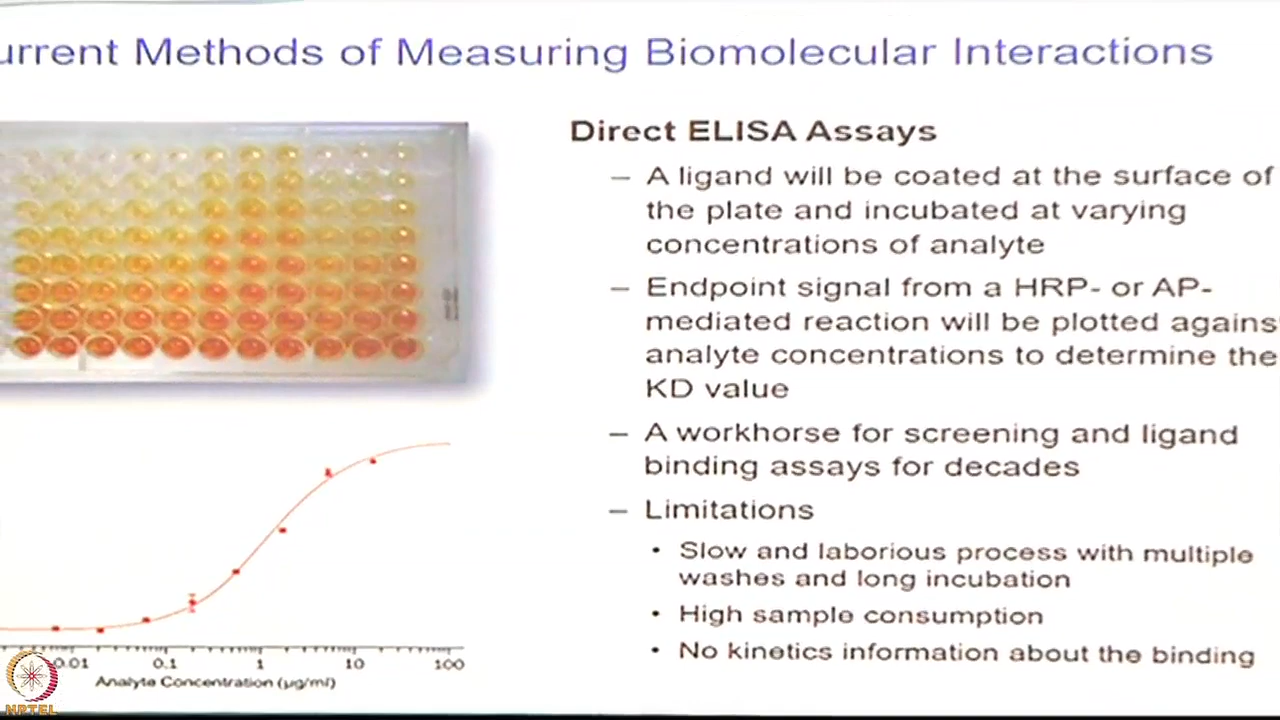 urrent Methods of Measuring Biomolecular Interactions
Direct ELISA Assays
– A ligand will be coated at the surface of
the plate and incubated at varying
concentrations of analyte
– Endpoint signal from a HRP- or AP-
mediated reaction will be plotted agains
analyte concentrations to determine the
KD value
– A workhorse for screening and ligand
binding assays for decades
– Limitations
• Slow and laborious process with multiple
washes and long incubation
• High sample consumption
• No kinetics information about the binding
0.01 0.1 1 10 100
Analyte Concentration (µg/ml)
NPTEL